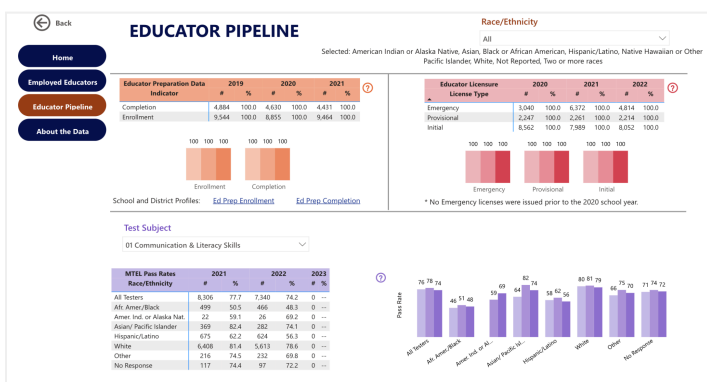 Back
EDUCATOR PIPELINE
Race/Ethnicity
All
Selected: American Indian or Alaska Native, Asian, Black or African American, Hispanic/Latino, Native Hawaiian or Other
Pacific Islander, White, Not Reported, Two or more races
Home
Employed Educators
Educator Pipeline
About the Data
Educator Preparation Data 2019 2020 2021
Indicator # % # % # %
Completion 4,884 100.0 4,630 100.0 4,431 100.0
Enrollment 9,544 100.0 8,855 100.0 9,464 100.0
?
100 100 100 100 100 100
Enrollment Completion
School and District Profiles: Ed Prep Enrollment Ed Prep Completion
Educator Licensure 2020 2021 2022
License Type # % # % # %
Emergency 3,040 100.0 6,372 100.0 4,814 100.0
Provisional 2,247 100.0 2,261 100.0 2,214 100.0
Initial 8,562 100.0 7,989 100.0 8,052 100.0
?
100 100 100 100 100 100 100 100 100
Emergency Provisional Initial
* No Emergency licenses were issued prior to the 2020 school year.
Test Subject
01 Communication & Literacy Skills
MTEL Pass Rates 2021 2022 2023
Race/Ethnicity # % # % # %
All Testers 8,306 77.7 7,340 74.2 0 --
Afr. Amer./Black 499 50.5 466 48.3 0 --
Amer. Ind. or Alaska Nat. 22 59.1 26 69.2 0 --
Asian/ Pacific Islander 369 82.4 282 74.1 0 --
Hispanic/Latino 675 62.2 624 56.3 0 --
White 6,408 81.4 5,613 78.6 0 --
Other 216 74.5 232 69.8 0 --
No Response 117 74.4 97 72.2 0 --
?
Pass Rate
76 78 74 46 51 48 59 69 64 82 74 58 62 56 80 81 79 66 75 70 71 74 72
All Testers Afr. Amer./Black Amer. Ind. or Al... Asian/ Pacific Isl... Hispanic/Latino White Other No Response